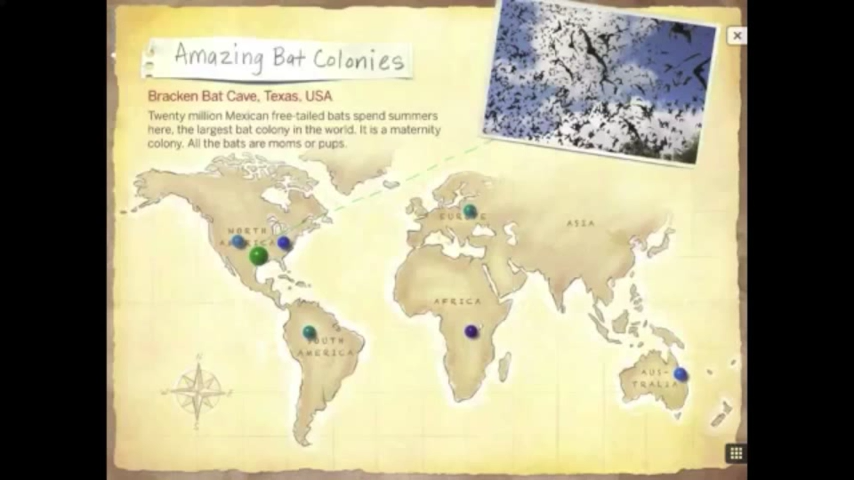 Amazing Bat Colonies
Bracken Bat Cave, Texas, USA
Twenty million Mexican free-tailed bats spend summers
here, the largest bat colony in the world. It is a maternity
colony. All the bats are moms or pups.
NORTH
AMERICA
EUROPE
ASIA
AFRICA
SOUTH
AMERICA
AUS-
TRALIA